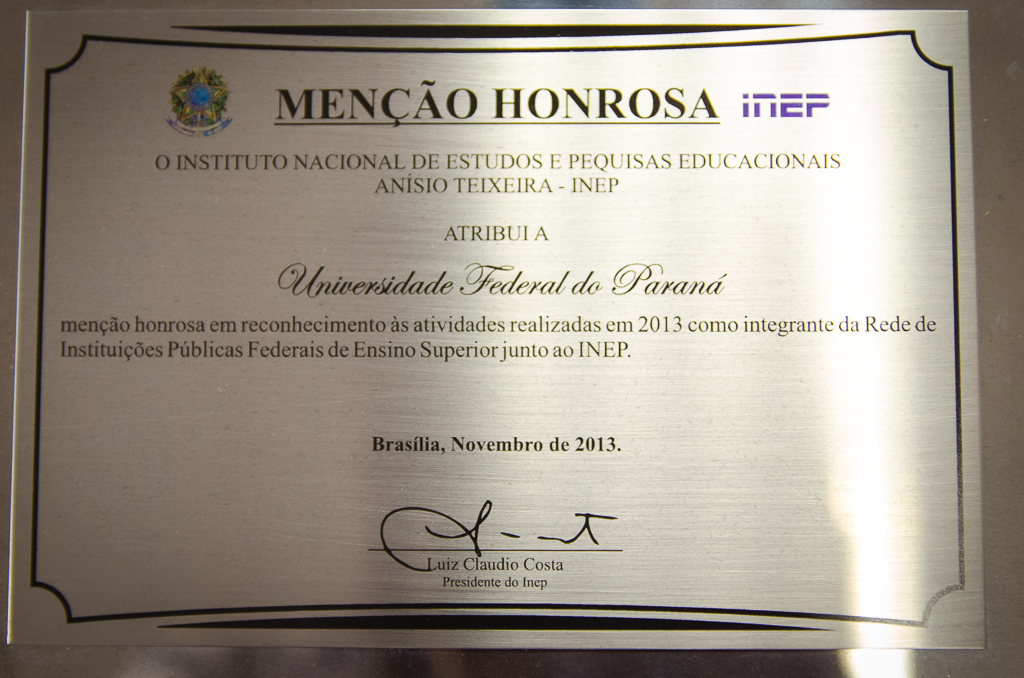 MENÇÃO HONROSA inep
O INSTITUTO NACIONAL DE ESTUDOS E PEQUISAS EDUCACIONAIS
ANÍSIO TEIXEIRA - INEP
ATRIBUI A
Universidade Federal do Paraná
menção honrosa em reconhecimento às atividades realizadas em 2013 como integrante da Rede de
Instituições Públicas Federais de Ensino Superior junto ao INEP.
Brasília, Novembro de 2013.
Luiz Claudio Costa
Presidente do Inep